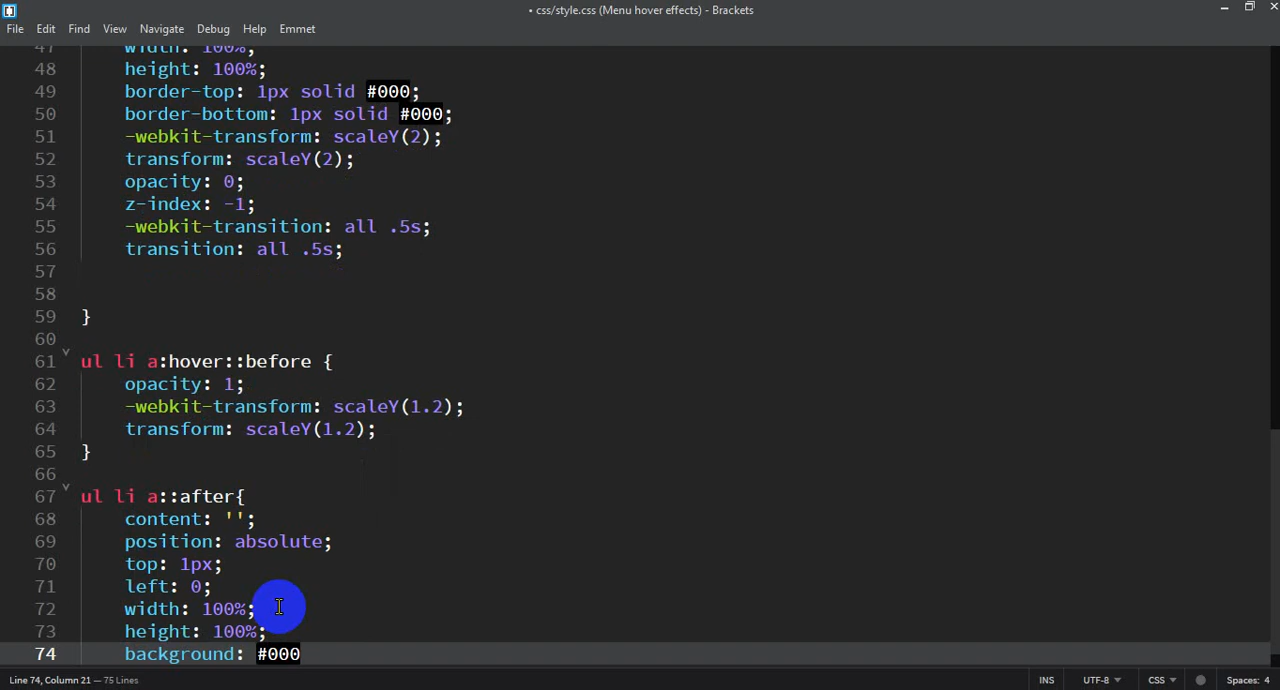 • css/style.css (Menu hover effects) - Brackets
File Edit Find View Navigate Debug Help Emmet
47 width: 100%;
48 height: 100%;
49 border-top: 1px solid #000;
50 border-bottom: 1px solid #000;
51 -webkit-transform: scaleY(2);
52 transform: scaleY(2);
53 opacity: 0;
54 z-index: -1;
55 -webkit-transition: all .5s;
56 transition: all .5s;
57
58
59 }
60
61 ul li a:hover::before {
62 opacity: 1;
63 -webkit-transform: scaleY(1.2);
64 transform: scaleY(1.2);
65 }
66
67 ul li a::after{
68 content: '';
69 position: absolute;
70 top: 1px;
71 left: 0;
72 width: 100%;
73 height: 100%;
74 background: #000
Line 74, Column 21 — 75 Lines INS UTF-8 CSS Spaces: 4